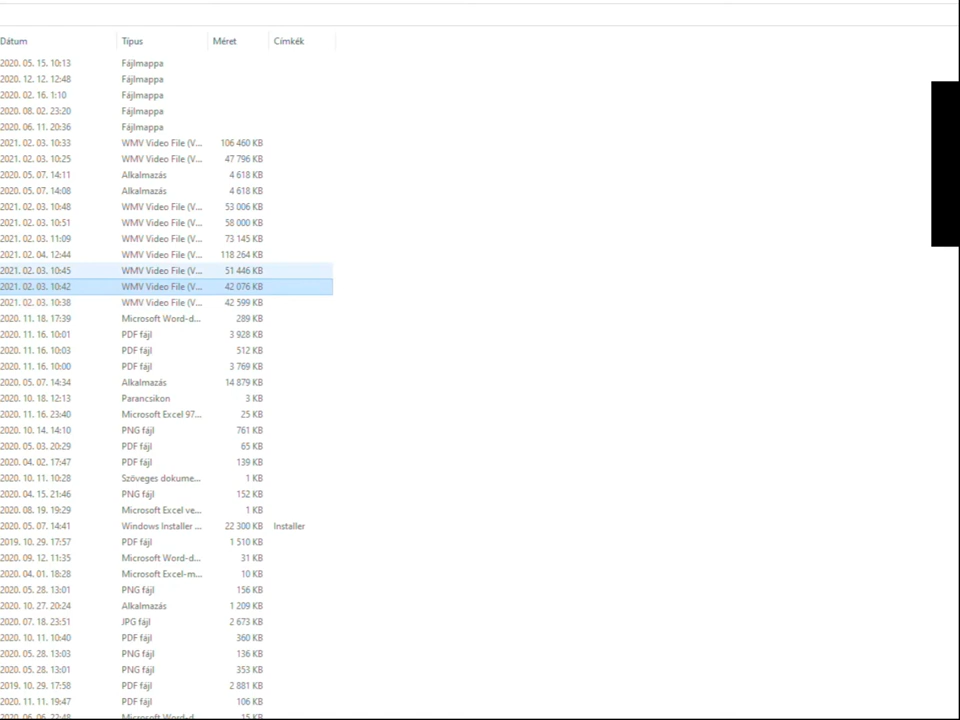 Dátum Típus Méret Címkék
2020. 05. 15. 10:13 Fájlmappa
2020. 12. 12. 12:48 Fájlmappa
2020. 02. 16. 1:10 Fájlmappa
2020. 08. 02. 23:20 Fájlmappa
2020. 06. 11. 20:36 Fájlmappa
2021. 02. 03. 10:33 WMV Video File (V... 106 460 KB
2021. 02. 03. 10:25 WMV Video File (V... 47 796 KB
2020. 05. 07. 14:11 Alkalmazás 4 618 KB
2020. 05. 07. 14:08 Alkalmazás 4 618 KB
2021. 02. 03. 10:48 WMV Video File (V... 53 006 KB
2021. 02. 03. 10:51 WMV Video File (V... 58 000 KB
2021. 02. 03. 11:09 WMV Video File (V... 73 145 KB
2021. 02. 04. 12:44 WMV Video File (V... 118 264 KB
2021. 02. 03. 10:45 WMV Video File (V... 51 446 KB
2021. 02. 03. 10:42 WMV Video File (V... 42 076 KB
2021. 02. 03. 10:38 WMV Video File (V... 42 599 KB
2020. 11. 18. 17:39 Microsoft Word-d... 289 KB
2020. 11. 16. 10:01 PDF fájl 3 928 KB
2020. 11. 16. 10:03 PDF fájl 512 KB
2020. 11. 16. 10:00 PDF fájl 3 769 KB
2020. 05. 07. 14:34 Alkalmazás 14 879 KB
2020. 10. 18. 12:13 Parancsikon 3 KB
2020. 11. 16. 23:40 Microsoft Excel 97... 25 KB
2020. 10. 14. 14:10 PNG fájl 761 KB
2020. 05. 03. 20:29 PDF fájl 65 KB
2020. 04. 02. 17:47 PDF fájl 139 KB
2020. 10. 11. 10:28 Szöveges dokume... 1 KB
2020. 04. 15. 21:46 PNG fájl 152 KB
2020. 08. 19. 19:29 Microsoft Excel ve... 1 KB
2020. 05. 07. 14:41 Windows Installer ... 22 300 KB Installer
2019. 10. 29. 17:57 PDF fájl 1 510 KB
2020. 09. 12. 11:35 Microsoft Word-d... 31 KB
2020. 04. 01. 18:28 Microsoft Excel-m... 10 KB
2020. 05. 28. 13:01 PNG fájl 156 KB
2020. 10. 27. 20:24 Alkalmazás 1 209 KB
2020. 07. 18. 23:51 JPG fájl 2 673 KB
2020. 10. 11. 10:40 PDF fájl 360 KB
2020. 05. 28. 13:03 PNG fájl 136 KB
2020. 05. 28. 13:01 PNG fájl 353 KB
2019. 10. 29. 17:58 PDF fájl 2 881 KB
2020. 11. 11. 19:47 PDF fájl 106 KB
2020. 06. 06. 22:48 Microsoft Word-d... 15 KB